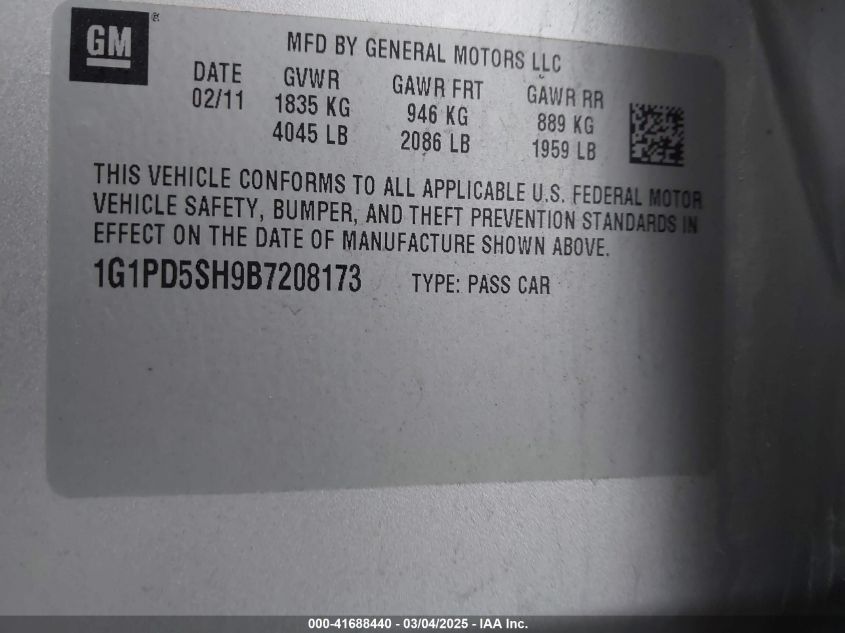 GM®
MFD BY GENERAL MOTORS LLC
DATE GVWR GAWR FRT GAWR RR
02/11 1835 KG 946 KG 889 KG
4045 LB 2086 LB 1959 LB
THIS VEHICLE CONFORMS TO ALL APPLICABLE U.S. FEDERAL MOTOR
VEHICLE SAFETY, BUMPER, AND THEFT PREVENTION STANDARDS IN
EFFECT ON THE DATE OF MANUFACTURE SHOWN ABOVE.
1G1PD5SH9B7208173 TYPE: PASS CAR
000-41688440 - 03/04/2025 - IAA Inc.